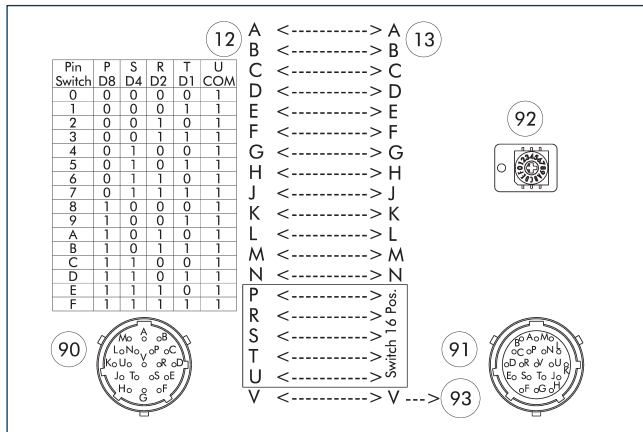 12
13
Pin P S R T U
Switch D8 D4 D2 D1 COM
0 0 0 0 0 1
1 0 0 0 1 1
2 0 0 1 0 1
3 0 0 1 1 1
4 0 1 0 0 1
5 0 1 0 1 1
6 0 1 1 0 1
7 0 1 1 1 1
8 1 0 0 0 1
9 1 0 0 1 1
A 1 0 1 0 1
B 1 0 1 1 1
C 1 1 0 0 1
D 1 1 0 1 1
E 1 1 1 0 1
F 1 1 1 1 1
A <-----------> A
B <-----------> B
C <-----------> C
D <-----------> D
E <-----------> E
F <-----------> F
G <-----------> G
H <-----------> H
J <-----------> J
K <-----------> K
L <-----------> L
M <-----------> M
N <-----------> N
P <-----------
R <-----------
S <-----------
T <-----------
U <-----------
Switch 16 Pos.
V <-----------> V ---> 93
92
90
M A B
L N V P C
K U R D
J T S E
H G F
91
B A M
C P N L
D R V U K
E S T J
F G H